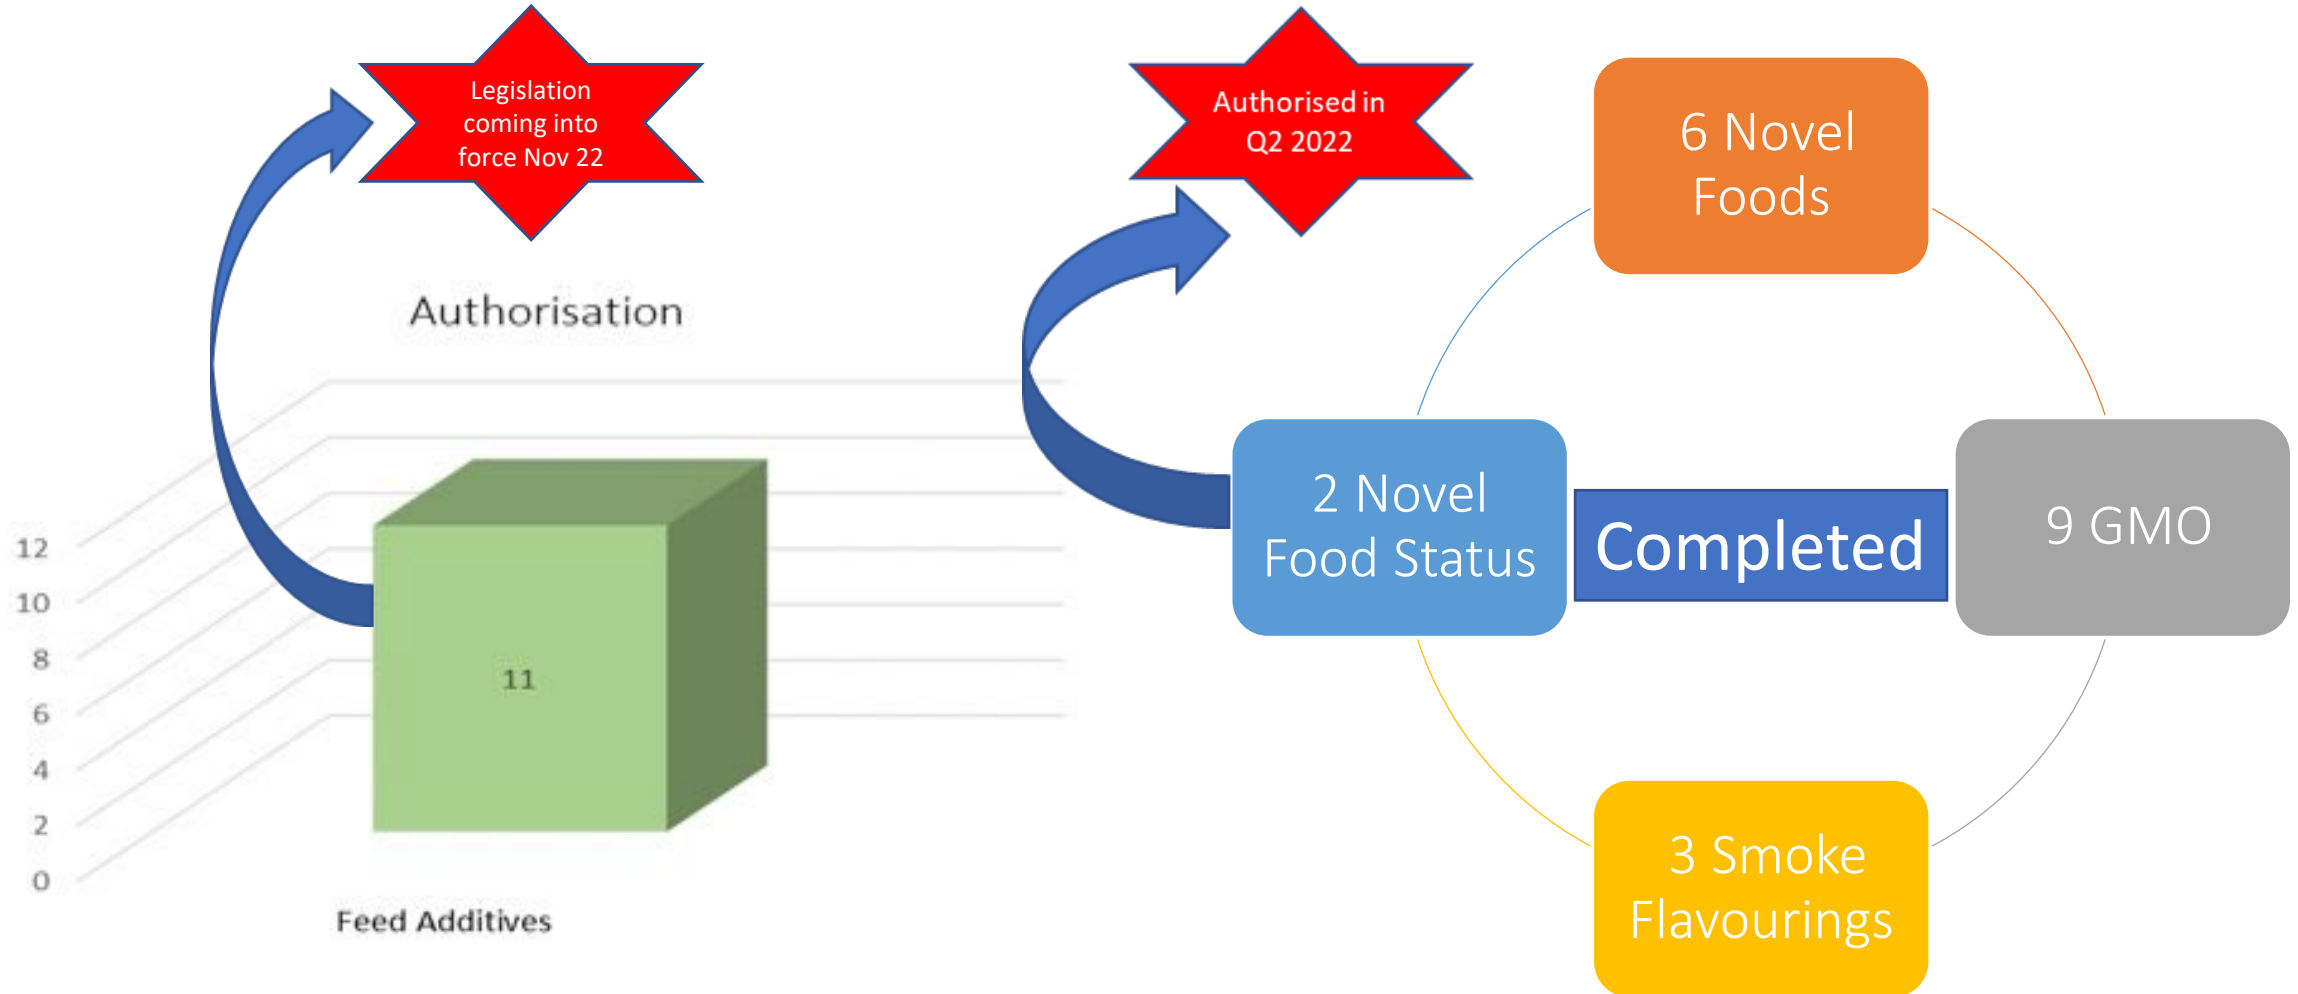 Legislation
coming into
force Nov 22
Authorisation
12
10
8
6
4
2
0
11
Feed Additives
Authorised in
Q2 2022
6 Novel
Foods
2 Novel
Food Status
Completed
9 GMO
3 Smoke
Flavourings